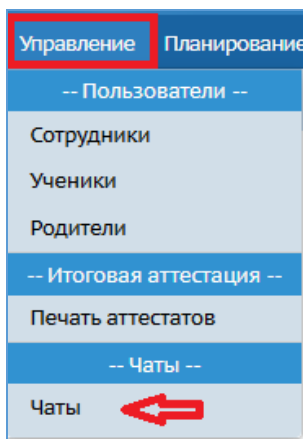 Управление Планирование
-- Пользователи --
Сотрудники
Ученики
Родители
-- Итоговая аттестация --
Печать аттестатов
-- Чаты --
Чаты